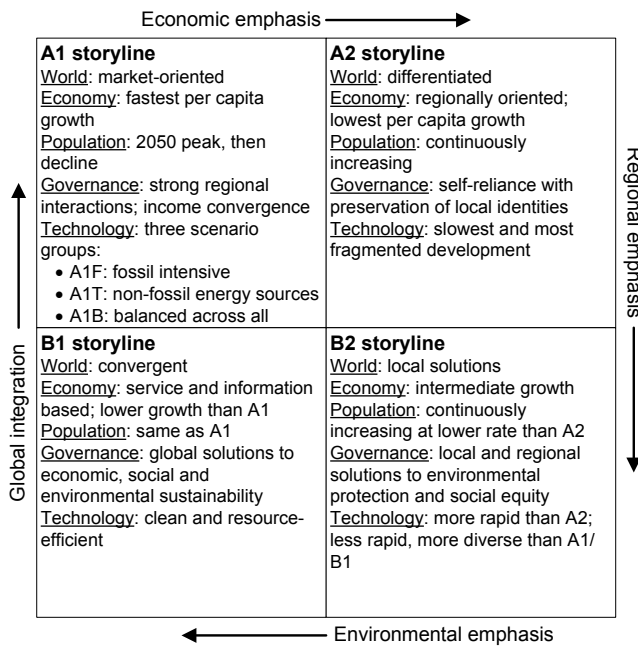 Economic emphasis
A1 storyline
World: market-oriented
Economy: fastest per capita
growth
Population: 2050 peak, then
decline
Governance: strong regional
interactions; income convergence
Technology: three scenario
groups:
• A1F: fossil intensive
• A1T: non-fossil energy sources
• A1B: balanced across all
A2 storyline
World: differentiated
Economy: regionally oriented;
lowest per capita growth
Population: continuously
increasing
Governance: self-reliance with
preservation of local identities
Technology: slowest and most
fragmented development
Global integration
Regional emphasis
B1 storyline
World: convergent
Economy: service and information
based; lower growth than A1
Population: same as A1
Governance: global solutions to
economic, social and
environmental sustainability
Technology: clean and resource-
efficient
B2 storyline
World: local solutions
Economy: intermediate growth
Population: continuously
increasing at lower rate than A2
Governance: local and regional
solutions to environmental
protection and social equity
Technology: more rapid than A2;
less rapid, more diverse than A1/
B1
Environmental emphasis